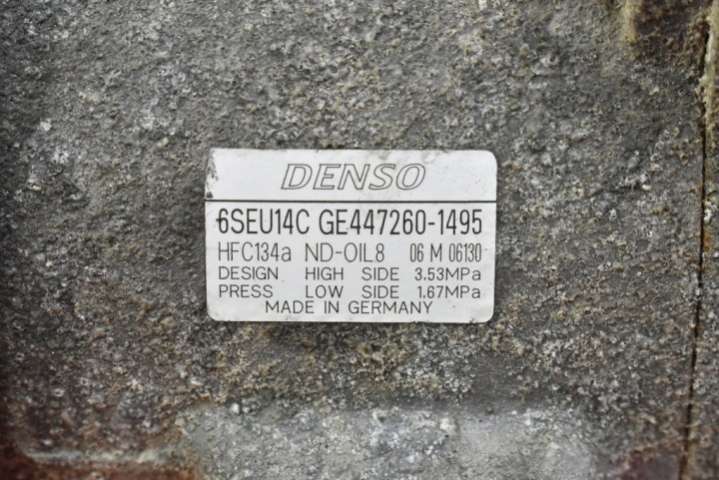 DENSO
6SEU14C GE447260-1495
HFC134a ND-OIL8 06 M 06130
DESIGN HIGH SIDE 3.53MPa
PRESS LOW SIDE 1.67MPa
MADE IN GERMANY